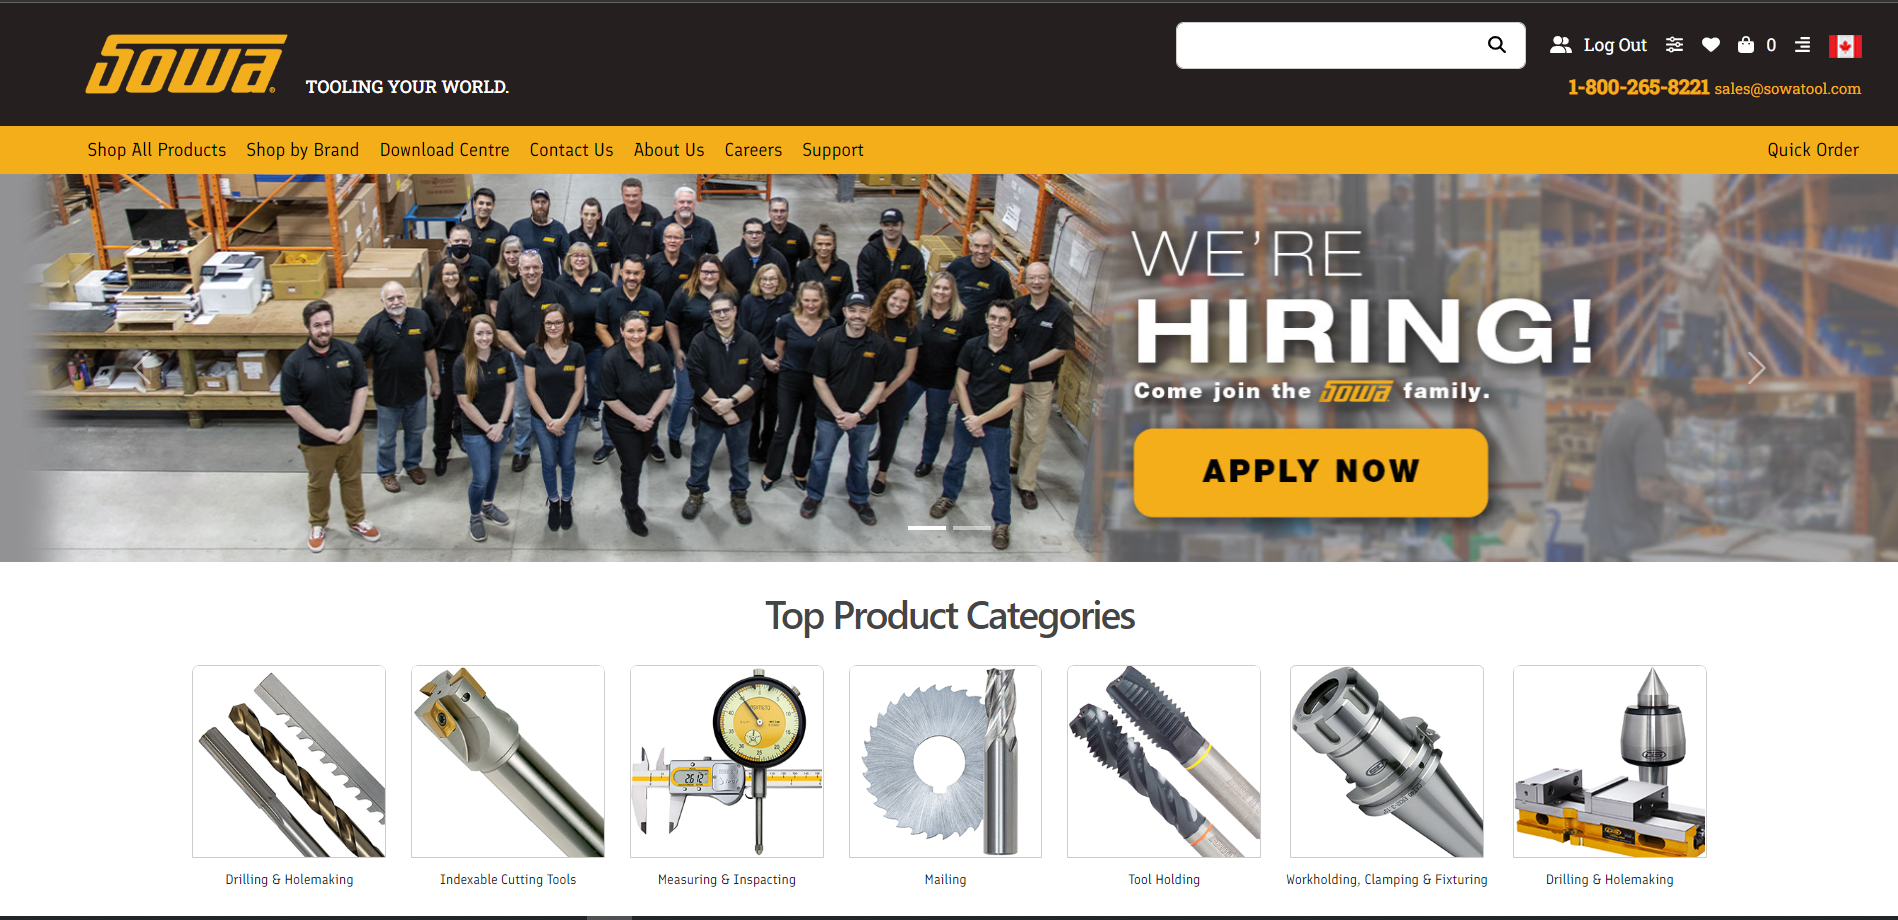 Sowa
TOOLING YOUR WORLD.
Log Out
0
1-800-265-8221 sales@sowatool.com
Shop All Products Shop by Brand Download Centre Contact Us About Us Careers Support Quick Order
WE'RE
HIRING!
Come join the Sowa family.
APPLY NOW
Top Product Categories
Drilling & Holemaking
Indexable Cutting Tools
Measuring & Inspacting
Mailing
Tool Holding
Workholding, Clamping & Fixturing
Drilling & Holemaking